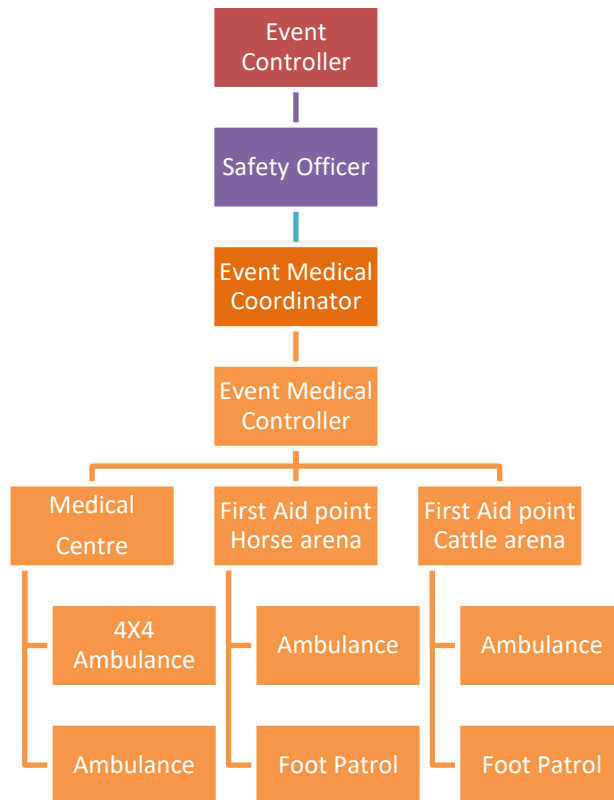 Event
Controller
Safety Officer
Event Medical
Coordinator
Event Medical
Controller
Medical
Centre
First Aid point
Horse arena
First Aid point
Cattle arena
4X4
Ambulance
Ambulance
Ambulance
Ambulance
Foot Patrol
Foot Patrol